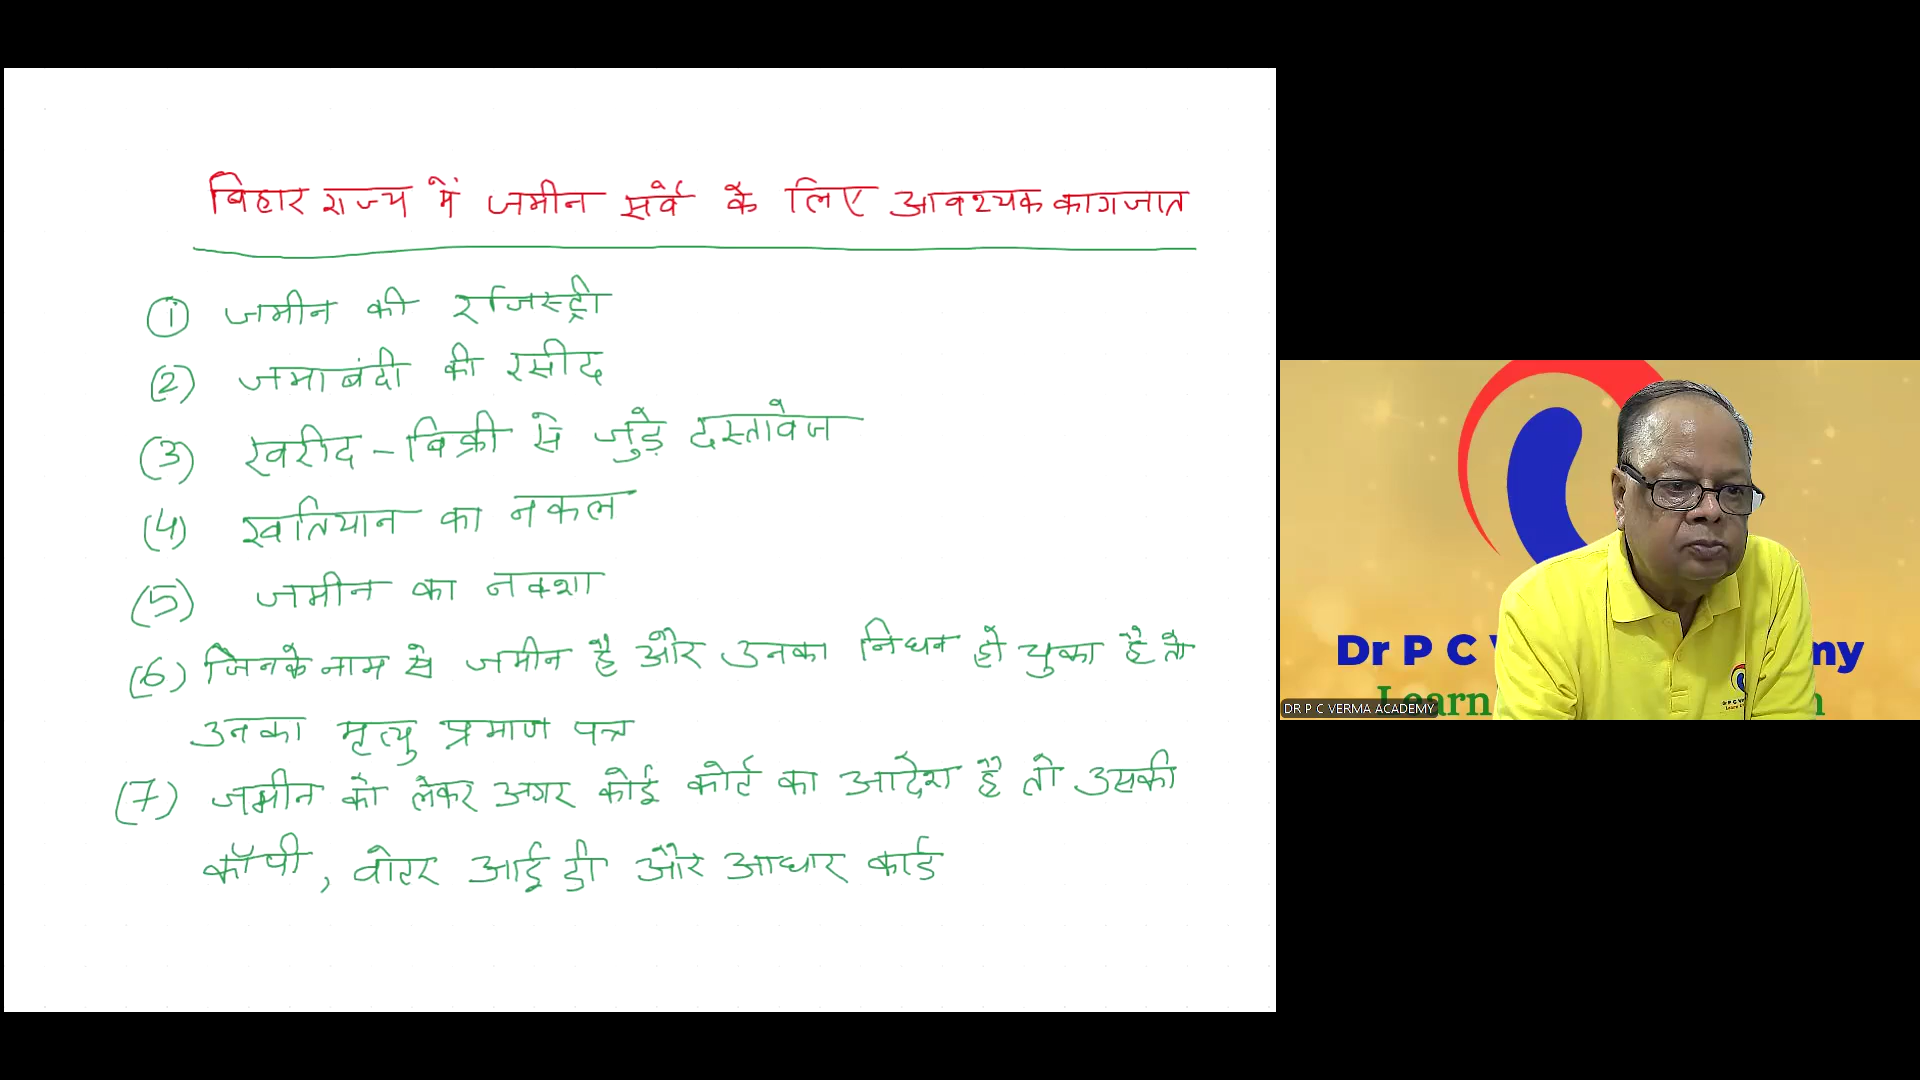 बिहार राज्य में जमीन सर्वे के लिए आवश्यक कागजात
① जमीन की रजिस्ट्री
(2) जमाबंदी की रसीद
(3) खरीद - बिक्री से जुड़े दस्तावेज
(4) खतियान का नकल
(5) जमीन का नक्शा
(6) जिनके नाम से जमीन है और उनका निधन हो चुका है तो
उनका मृत्यु प्रमाण पत्र
(7) जमीन को लेकर अगर कोई कोर्ट का आदेश है तो उसकी
कॉपी, वोटर आई डी और आधार कार्ड
Dr P C V my
Learn n
DR P C VERMA ACADEMY